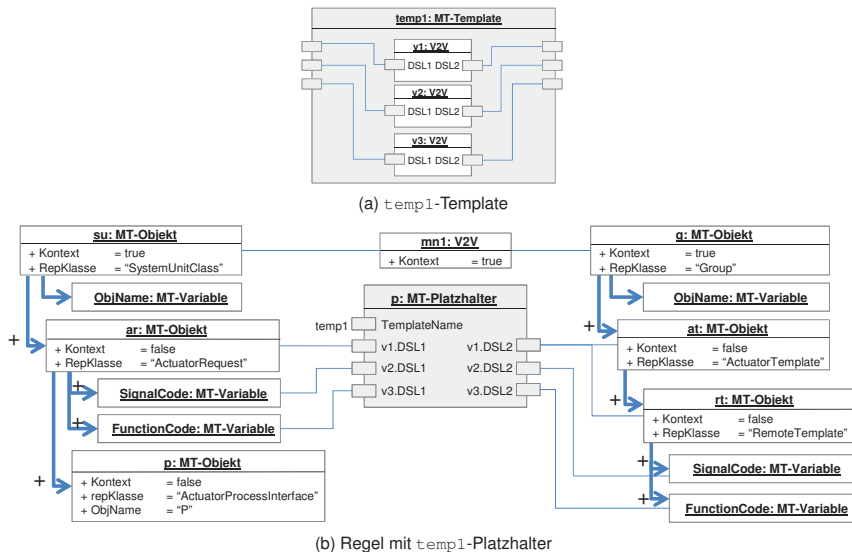 temp1: MT-Template
v1: V2V
DSL1 DSL2
v2: V2V
DSL1 DSL2
v3: V2V
DSL1 DSL2
(a) temp1-Template
su: MT-Objekt
+ Kontext = true
+ RepKlasse = “SystemUnitClass”
mn1: V2V
+ Kontext = true
g: MT-Objekt
+ Kontext = true
+ RepKlasse = “Group”
ObjName: MT-Variable
ObjName: MT-Variable
p: MT-Platzhalter
temp1 TemplateName
v1.DSL1 v1.DSL2
v2.DSL1 v2.DSL2
v3.DSL1 v3.DSL2
+
ar: MT-Objekt
+ Kontext = false
+ RepKlasse = “ActuatorRequest”
+
at: MT-Objekt
+ Kontext = false
+ RepKlasse = “ActuatorTemplate”
+
SignalCode: MT-Variable
+
FunctionCode: MT-Variable
+
rt: MT-Objekt
+ Kontext = false
+ RepKlasse = “RemoteTemplate”
+
p: MT-Objekt
+ Kontext = false
+ repKlasse = “ActuatorProcessInterface”
+ ObjName = “P”
+
SignalCode: MT-Variable
+
FunctionCode: MT-Variable
(b) Regel mit temp1-Platzhalter